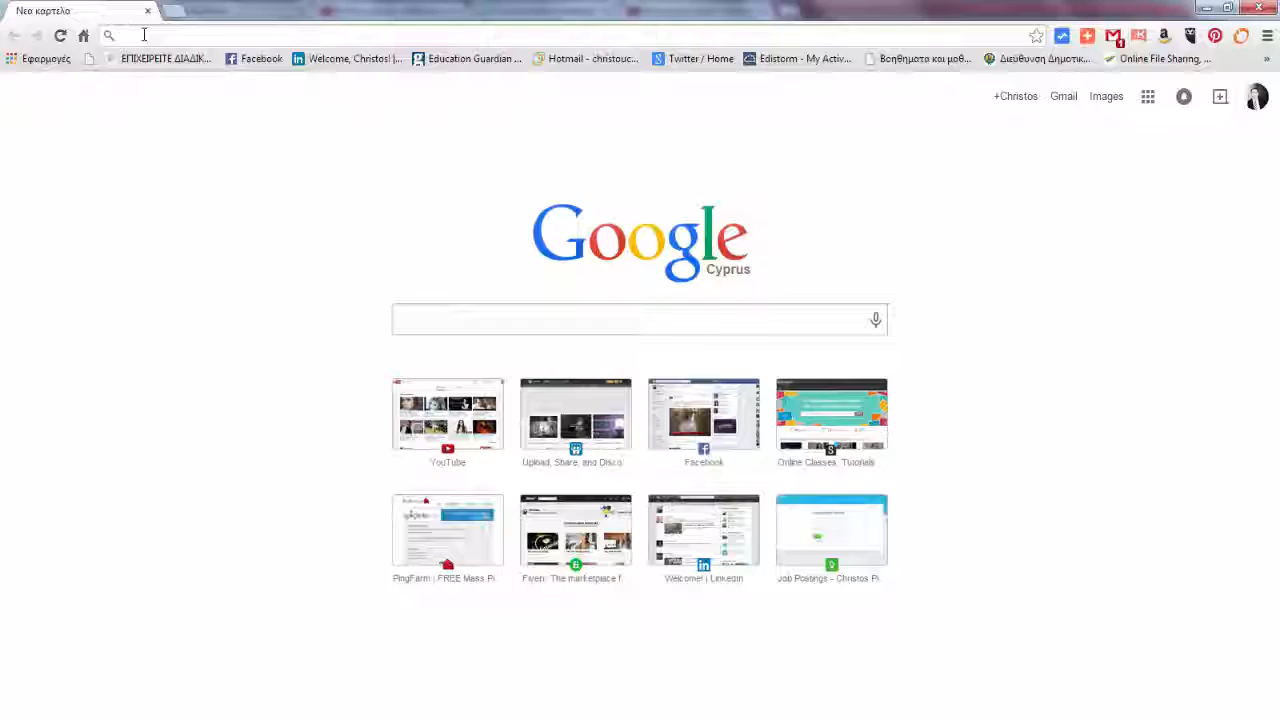 Νέα καρτέλα
Εφαρμογές ΕΠΙΧΕΙΡΕΙΤΕ ΔΙΑΔΙΚ... Facebook Welcome, Christos! |... Education Guardian ... Hotmail - christouc... Twitter / Home Edistorm - My Activ... Βοηθήματα και μαθ... Διεύθυνση Δημοτικ... Online File Sharing, ... »
+Christos Gmail Images
Google
Cyprus
YouTube Upload, Share, and Disco Facebook Online Classes, Tutorials
PingFarm | FREE Mass Pi Fiverr: The marketplace f Welcome! | LinkedIn Job Postings - Christos Pi